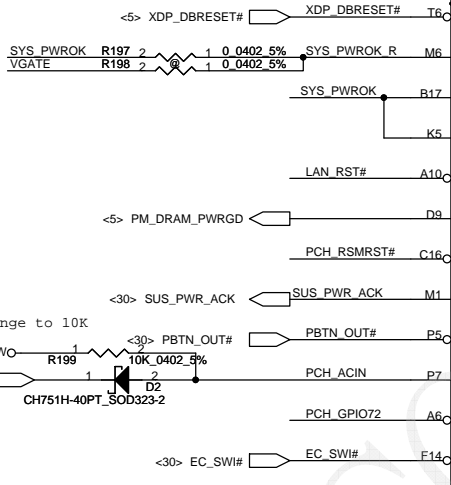 <5> XDP_DBRESET# XDP_DBRESET# T6
SYS_PWROK R197 2 1 0_0402_5% SYS_PWROK_R M6
VGATE R198 2 @ 1 0_0402_5%
SYS_PWROK B17
K5
LAN_RST# A10
<5> PM_DRAM_PWRGD D9
PCH_RSMRST# C16
<30> SUS_PWR_ACK SUS_PWR_ACK M1
nge to 10K
<30> PBTN_OUT# PBTN_OUT# P5
W
R199 1 2 10K_0402_5%
1 2 PCH_ACIN P7
D2
CH751H-40PT_SOD323-2
PCH_GPIO72 A6
<30> EC_SWI# EC_SWI# F14